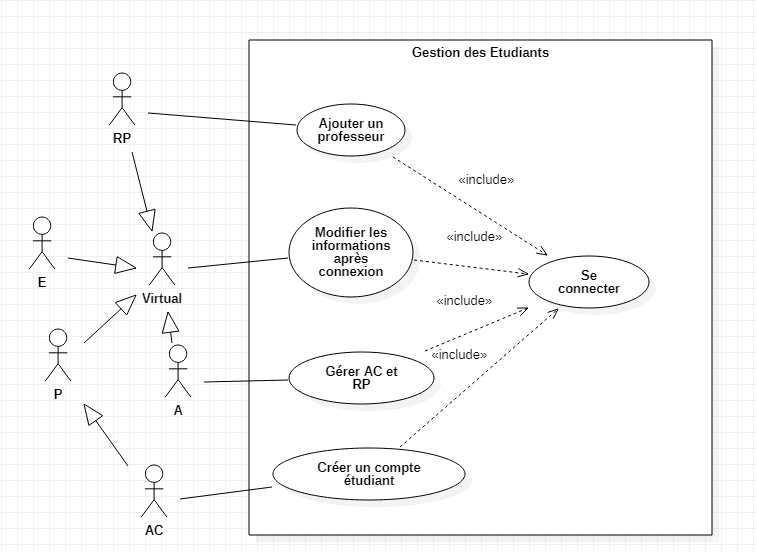 Gestion des Etudiants
RP
Ajouter un
professeur
«include»
E
Virtual
Modifier les
informations
après
connexion
«include»
Se
connecter
P
A
Gérer AC et
RP
«include»
«include»
AC
Créer un compte
étudiant